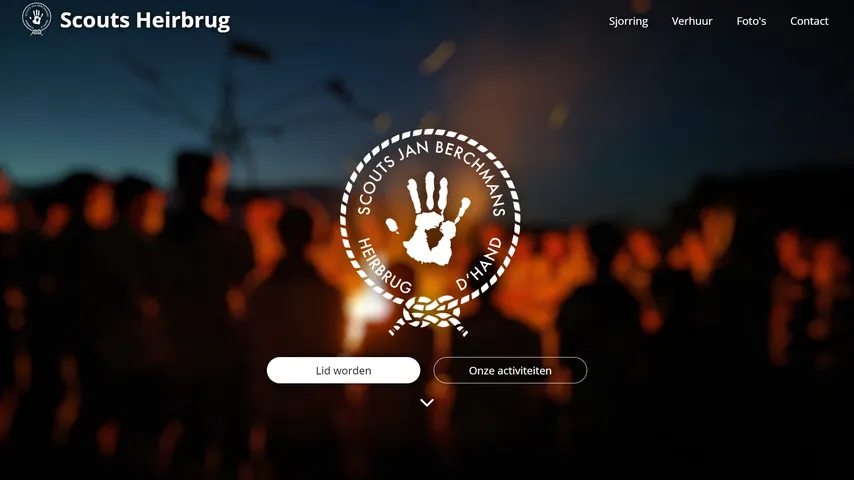 Scouts Heirbrug
Sjorring
Verhuur
Foto's
Contact
SCOUTS JAN BERCHMANS
HEIRBRUG
D'HAND
Lid worden
Onze activiteiten